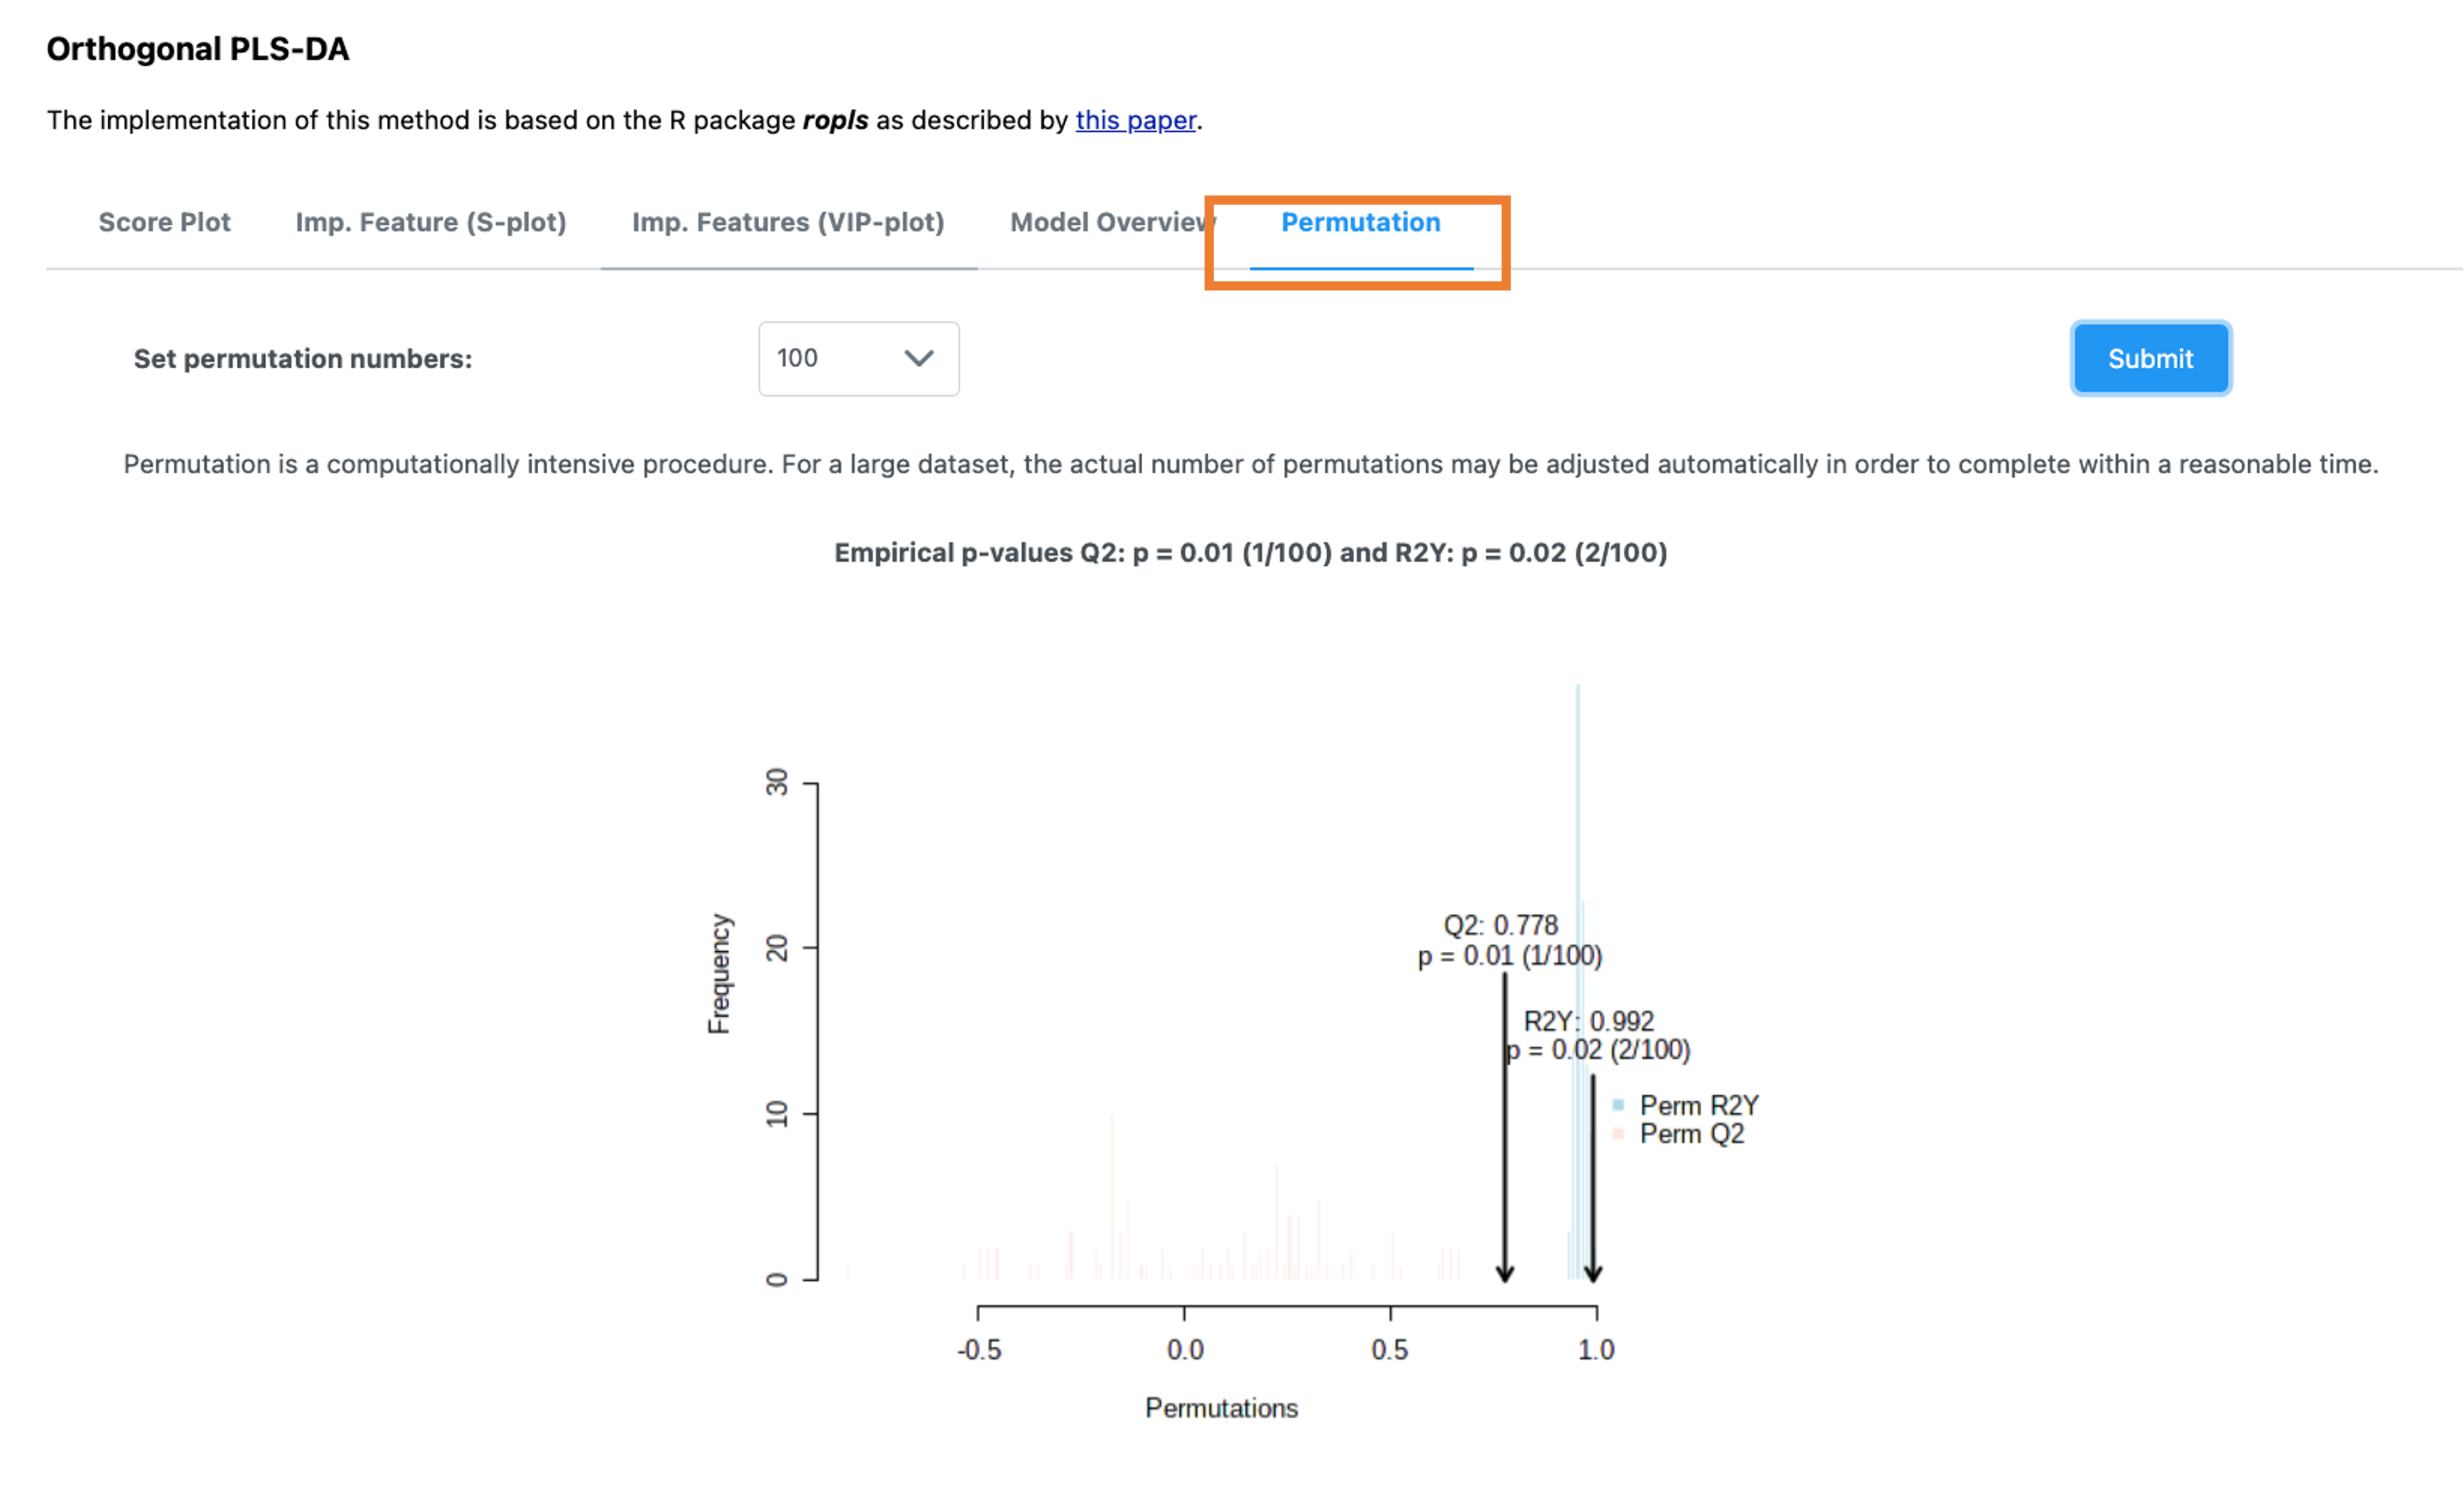 Orthogonal PLS-DA
The implementation of this method is based on the R package ropls as described by this paper.
Score Plot Imp. Feature (S-plot) Imp. Features (VIP-plot) Model Overview Permutation
Set permutation numbers: 100 Submit
Permutation is a computationally intensive procedure. For a large dataset, the actual number of permutations may be adjusted automatically in order to complete within a reasonable time.
Empirical p-values Q2: p = 0.01 (1/100) and R2Y: p = 0.02 (2/100)
30
20
10
0
Frequency
Q2: 0.778
p = 0.01 (1/100)
R2Y: 0.992
p = 0.02 (2/100)
Perm R2Y
Perm Q2
-0.5 0.0 0.5 1.0
Permutations